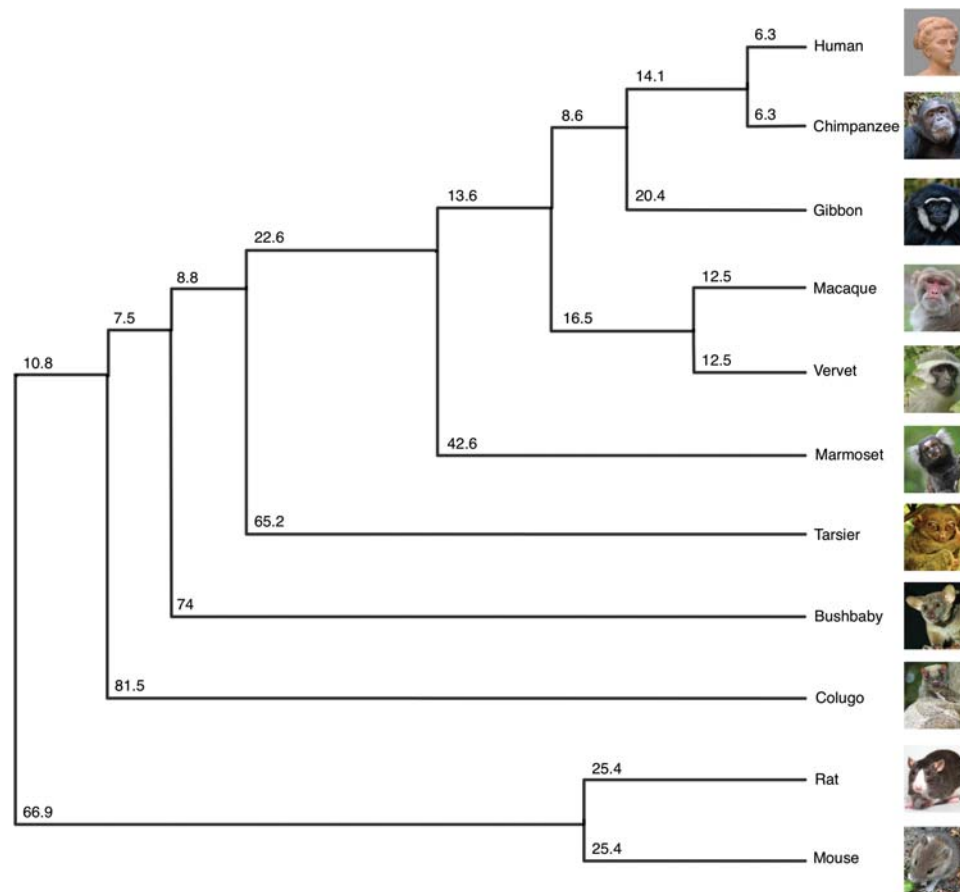 6.3
Human
14.1
8.6
6.3
Chimpanzee
13.6
20.4
Gibbon
22.6
8.8
12.5
Macaque
7.5
16.5
10.8
12.5
Vervet
42.6
Marmoset
65.2
Tarsier
74
Bushbaby
81.5
Colugo
25.4
Rat
66.9
25.4
Mouse